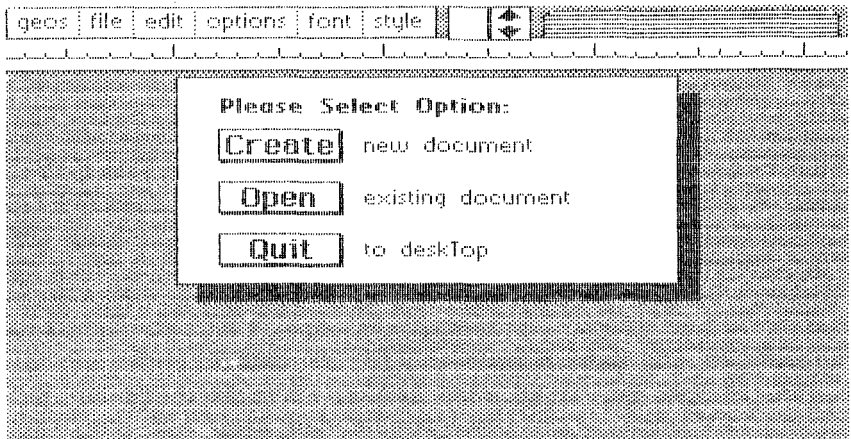 geos file edit options font style
Please Select Option:
Create new document
Open existing document
Quit to deskTop